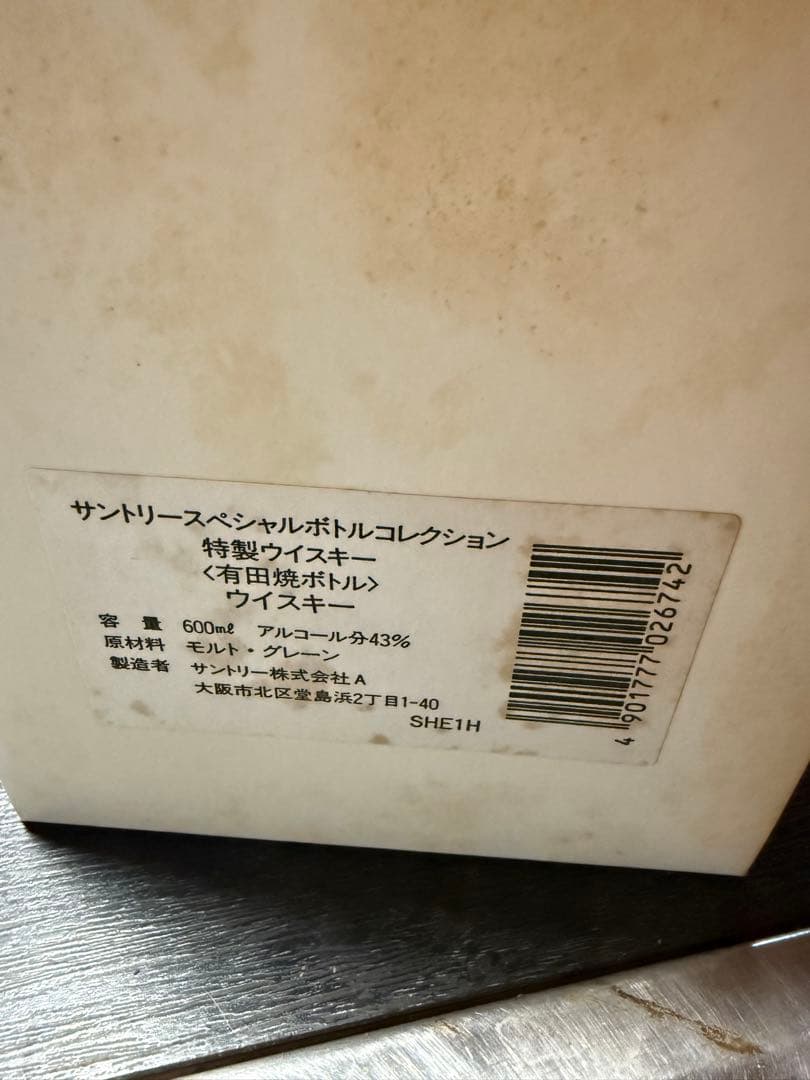 サントリースペシャルボトルコレクション
特製ウイスキー
<有田焼ボトル>
ウイスキー
容 量 600mℓ アルコール分43%
原材料 モルト・グレーン
製造者 サントリー株式会社A
大阪市北区堂島浜2丁目1-40
SHE1H
4 901777 026742